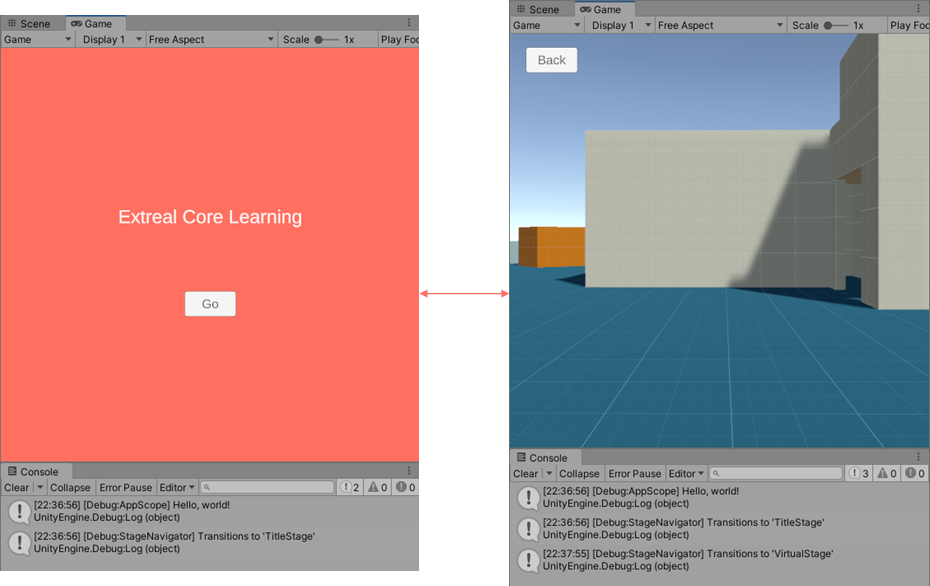 Scene Game
Game Display 1 Free Aspect Scale 1x Play Foc
Extreal Core Learning
Go
Console
Clear Collapse Error Pause Editor 2 0 0
[22:36:56] [Debug:AppScope] Hello, world!
UnityEngine.Debug:Log (object)
[22:36:56] [Debug:StageNavigator] Transitions to 'TitleStage'
UnityEngine.Debug:Log (object)
Scene Game
Game Display 1 Free Aspect Scale 1x Play Foc
Back
Console
Clear Collapse Error Pause Editor 3 0 0
[22:36:56] [Debug:AppScope] Hello, world!
UnityEngine.Debug:Log (object)
[22:36:56] [Debug:StageNavigator] Transitions to 'TitleStage'
UnityEngine.Debug:Log (object)
[22:37:55] [Debug:StageNavigator] Transitions to 'VirtualStage'
UnityEngine.Debug:Log (object)